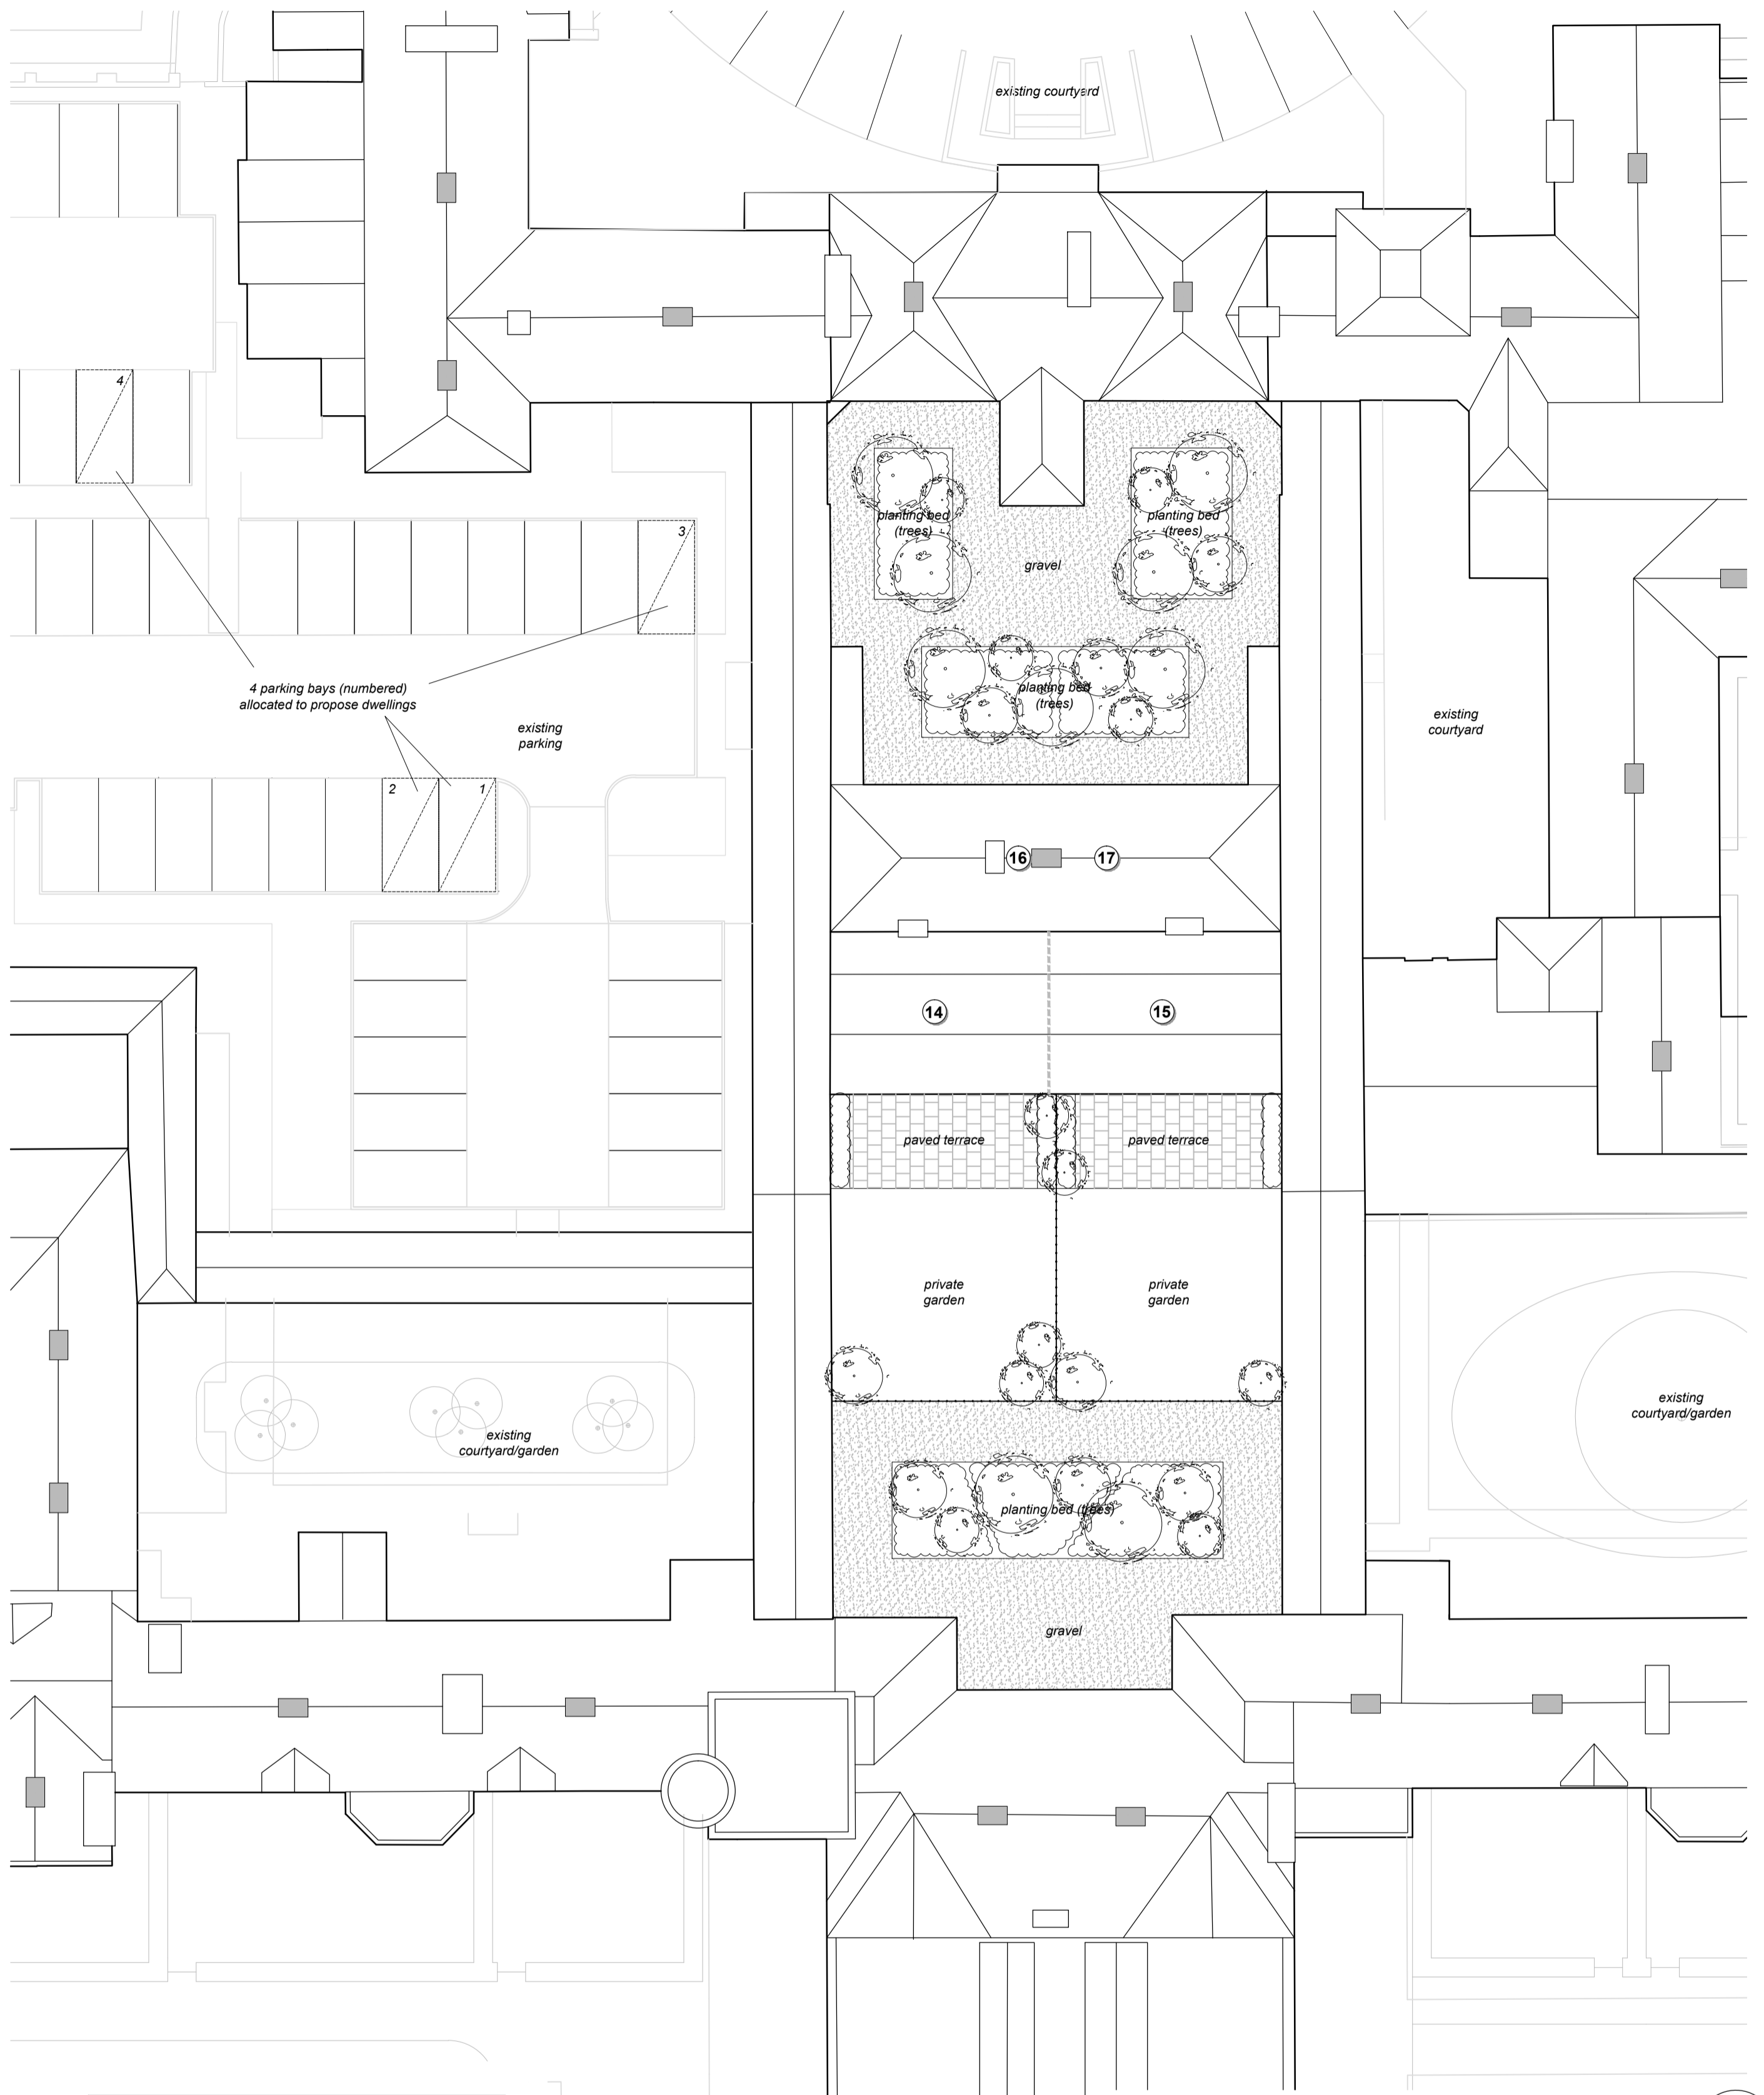 existing courtyard
4
3
planting bed
(trees)
planting bed
(trees)
gravel
4 parking bays (numbered)
allocated to propose dwellings
planting bed
(trees)
existing
parking
existing
courtyard
2
1
16
17
14
15
paved terrace
paved terrace
private
garden
private
garden
existing
courtyard/garden
existing
courtyard/garden
planting bed (trees)
gravel